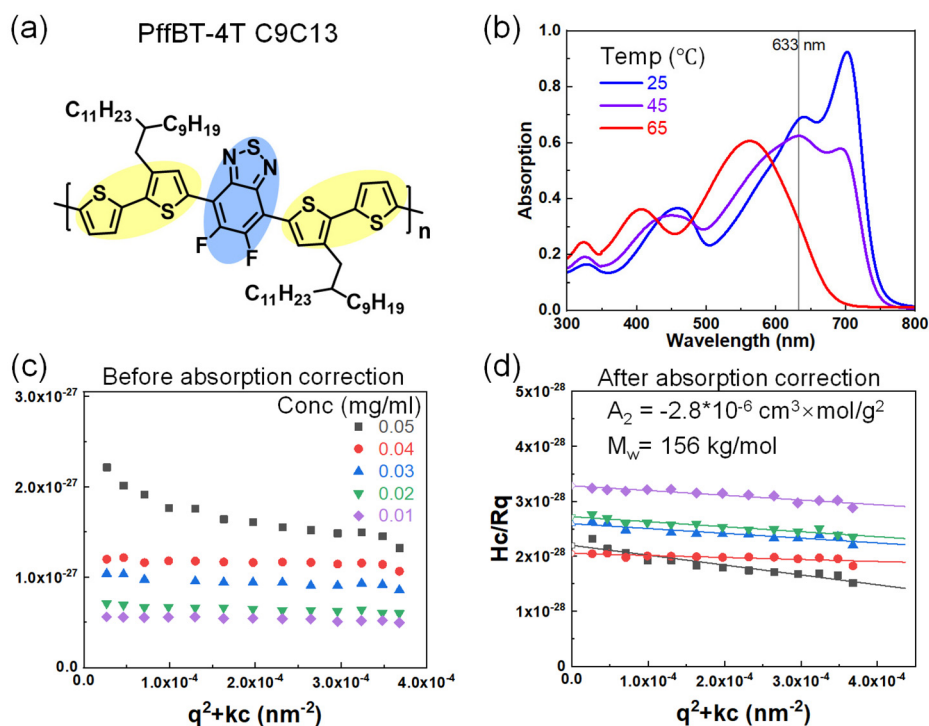 (a)
PffBT-4T C9C13
C₁₁H₂₃
C₉H₁₉
N
S
N
S
S
S
S
F
F
n
C₁₁H₂₃
C₉H₁₉
(b)
633 nm
Temp (℃)
25
45
65
Absorption
1.0
0.8
0.6
0.4
0.2
0.0
300 400 500 600 700 800
Wavelength (nm)
(c)
Before absorption correction
Conc (mg/ml)
0.05
0.04
0.03
0.02
0.01
3.0x10⁻²⁷
2.0x10⁻²⁷
1.0x10⁻²⁷
0.0
0.0 1.0x10⁻⁴ 2.0x10⁻⁴ 3.0x10⁻⁴ 4.0x10⁻⁴
q²+kc (nm⁻²)
(d)
After absorption correction
A₂ = -2.8*10⁻⁶ cm³×mol/g²
M_w= 156 kg/mol
Hc/Rq
5x10⁻²⁸
4x10⁻²⁸
3x10⁻²⁸
2x10⁻²⁸
1x10⁻²⁸
0
0.0 1.0x10⁻⁴ 2.0x10⁻⁴ 3.0x10⁻⁴ 4.0x10⁻⁴
q²+kc (nm⁻²)